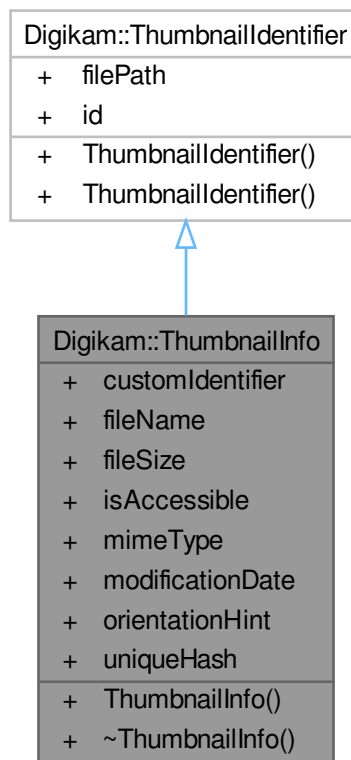 Digikam::ThumbnailIdentifier
+ filePath
+ id
+ ThumbnailIdentifier()
+ ThumbnailIdentifier()
Digikam::ThumbnailInfo
+ customIdentifier
+ fileName
+ fileSize
+ isAccessible
+ mimeType
+ modificationDate
+ orientationHint
+ uniqueHash
+ ThumbnailInfo()
+ ~ThumbnailInfo()